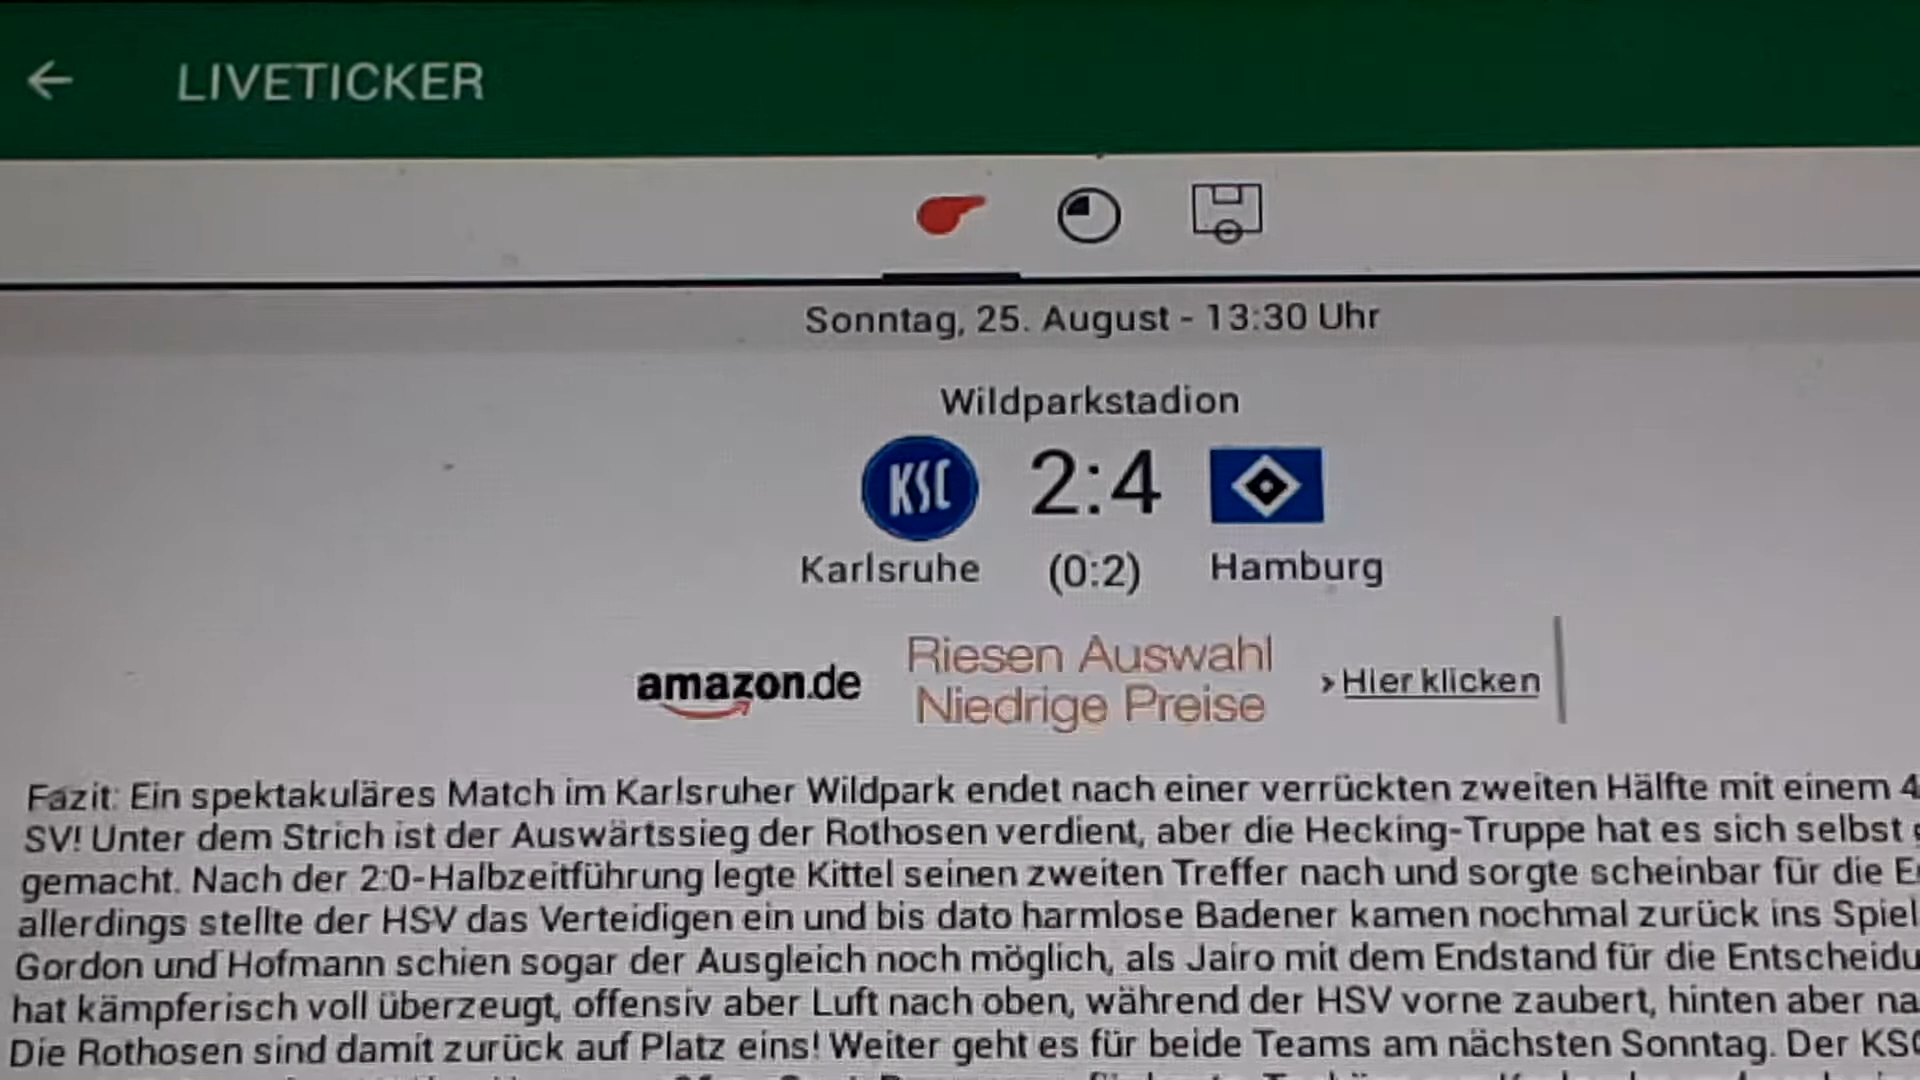 LIVETICKER
Sonntag, 25. August - 13:30 Uhr
Wildparkstadion
KSC 2:4
Karlsruhe (0:2) Hamburg
amazon.de Riesen Auswahl Niedrige Preise › Hier klicken
Fazit: Ein spektakuläres Match im Karlsruher Wildpark endet nach einer verrückten zweiten Hälfte mit einem 4
SV! Unter dem Strich ist der Auswärtssieg der Rothosen verdient, aber die Hecking-Truppe hat es sich selbst
gemacht. Nach der 2:0-Halbzeitführung legte Kittel seinen zweiten Treffer nach und sorgte scheinbar für die
allerdings stellte der HSV das Verteidigen ein und bis dato harmlose Badener kamen nochmal zurück ins Spiel
Gordon und Hofmann schien sogar der Ausgleich noch möglich, als Jairo mit dem Endstand für die Entscheidu
hat kämpferisch voll überzeugt, offensiv aber Luft nach oben, während der HSV vorne zaubert, hinten aber na
Die Rothosen sind damit zurück auf Platz eins! Weiter geht es für beide Teams am nächsten Sonntag. Der KSC